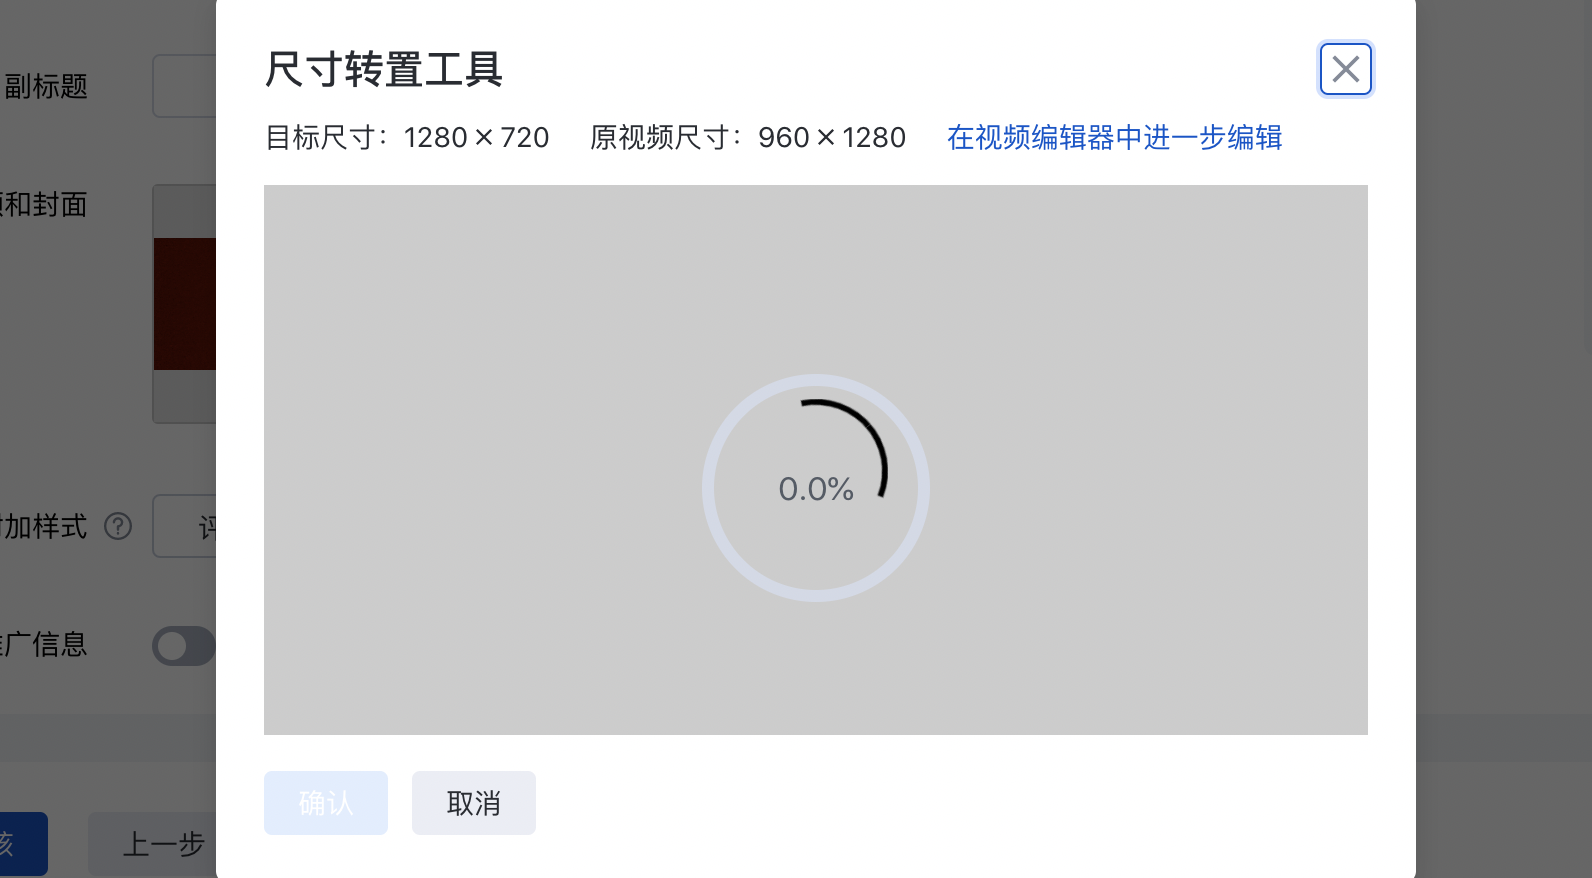 尺寸转置工具
目标尺寸：1280 × 720 原视频尺寸：960 × 1280 在视频编辑器中进一步编辑
副标题
和封面
0.0%
加样式 ?
广信息
确认 取消
上一步